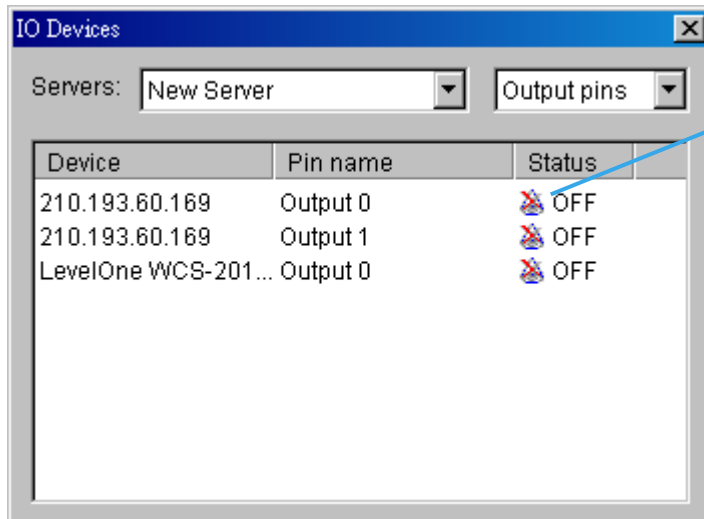 IO Devices
Servers: New Server Output pins
Device Pin name Status
210.193.60.169 Output 0 OFF
210.193.60.169 Output 1 OFF
LevelOne WCS-201... Output 0 OFF